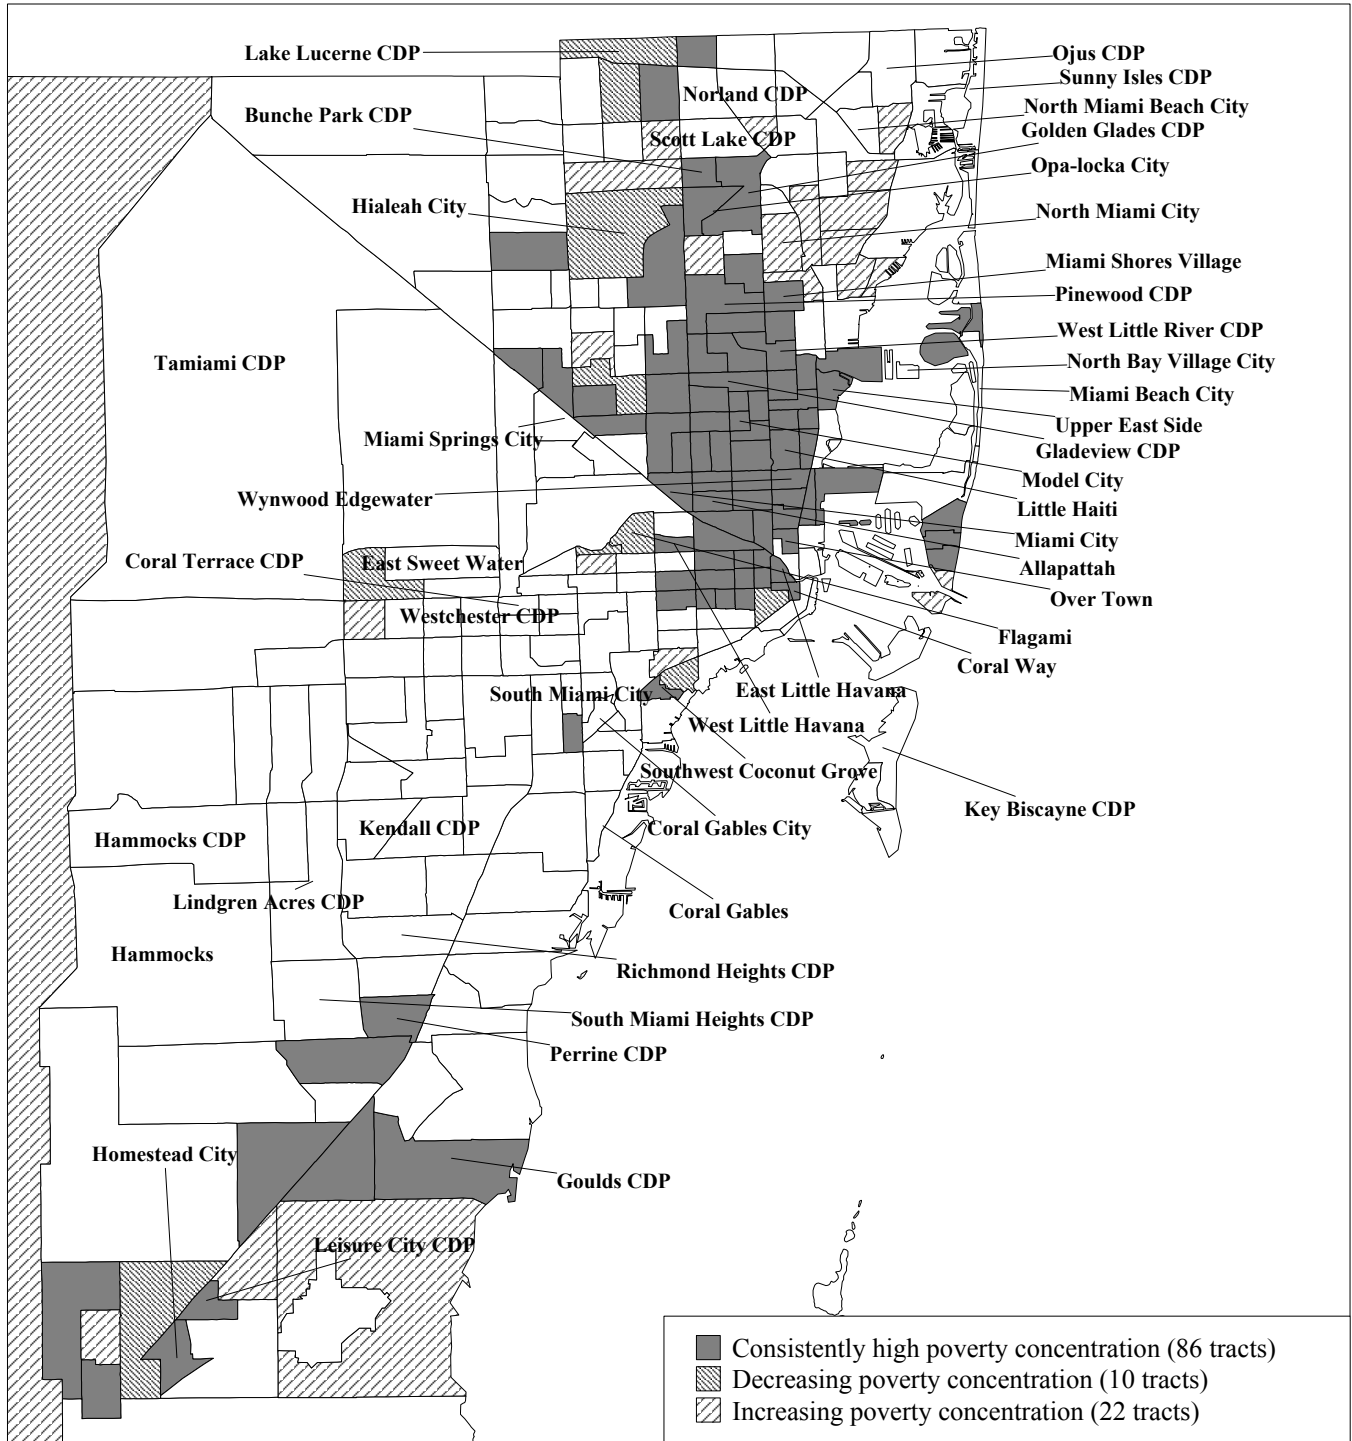 Lake Lucerne CDP
Ojus CDP
Sunny Isles CDP
Bunche Park CDP
Norland CDP
North Miami Beach City
Scott Lake CDP
Golden Glades CDP
Opa-locka City
Hialeah City
North Miami City
Miami Shores Village
Pinewood CDP
West Little River CDP
Tamiami CDP
North Bay Village City
Miami Beach City
Upper East Side
Miami Springs City
Gladeview CDP
Model City
Wynwood Edgewater
Little Haiti
Miami City
Coral Terrace CDP
East Sweet Water
Allapattah
Over Town
Westchester CDP
Flagami
Coral Way
South Miami City
East Little Havana
West Little Havana
Southwest Coconut Grove
Key Biscayne CDP
Hammocks CDP
Kendall CDP
Coral Gables City
Lindgren Acres CDP
Coral Gables
Hammocks
Richmond Heights CDP
South Miami Heights CDP
Perrine CDP
Homestead City
Goulds CDP
Leisure City CDP
Consistently high poverty concentration (86 tracts)
Decreasing poverty concentration (10 tracts)
Increasing poverty concentration (22 tracts)